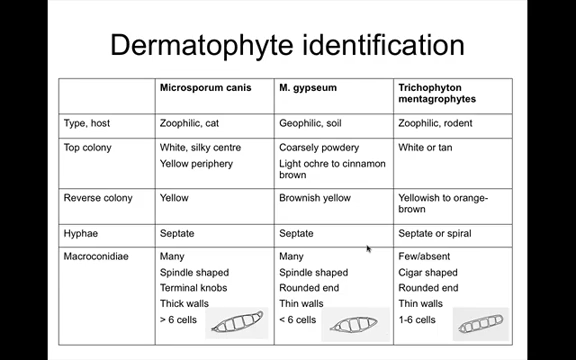 Dermatophyte identification
Microsporum canis
M. gypseum
Trichophyton
mentagrophytes
Type, host
Zoophilic, cat
Geophilic, soil
Zoophilic, rodent
Top colony
White, silky centre
Yellow periphery
Coarsely powdery
Light ochre to cinnamon
brown
White or tan
Reverse colony
Yellow
Brownish yellow
Yellowish to orange-
brown
Hyphae
Septate
Septate
Septate or spiral
Macroconidiae
Many
Spindle shaped
Terminal knobs
Thick walls
> 6 cells
Many
Spindle shaped
Rounded end
Thin walls
< 6 cells
Few/absent
Cigar shaped
Rounded end
Thin walls
1-6 cells